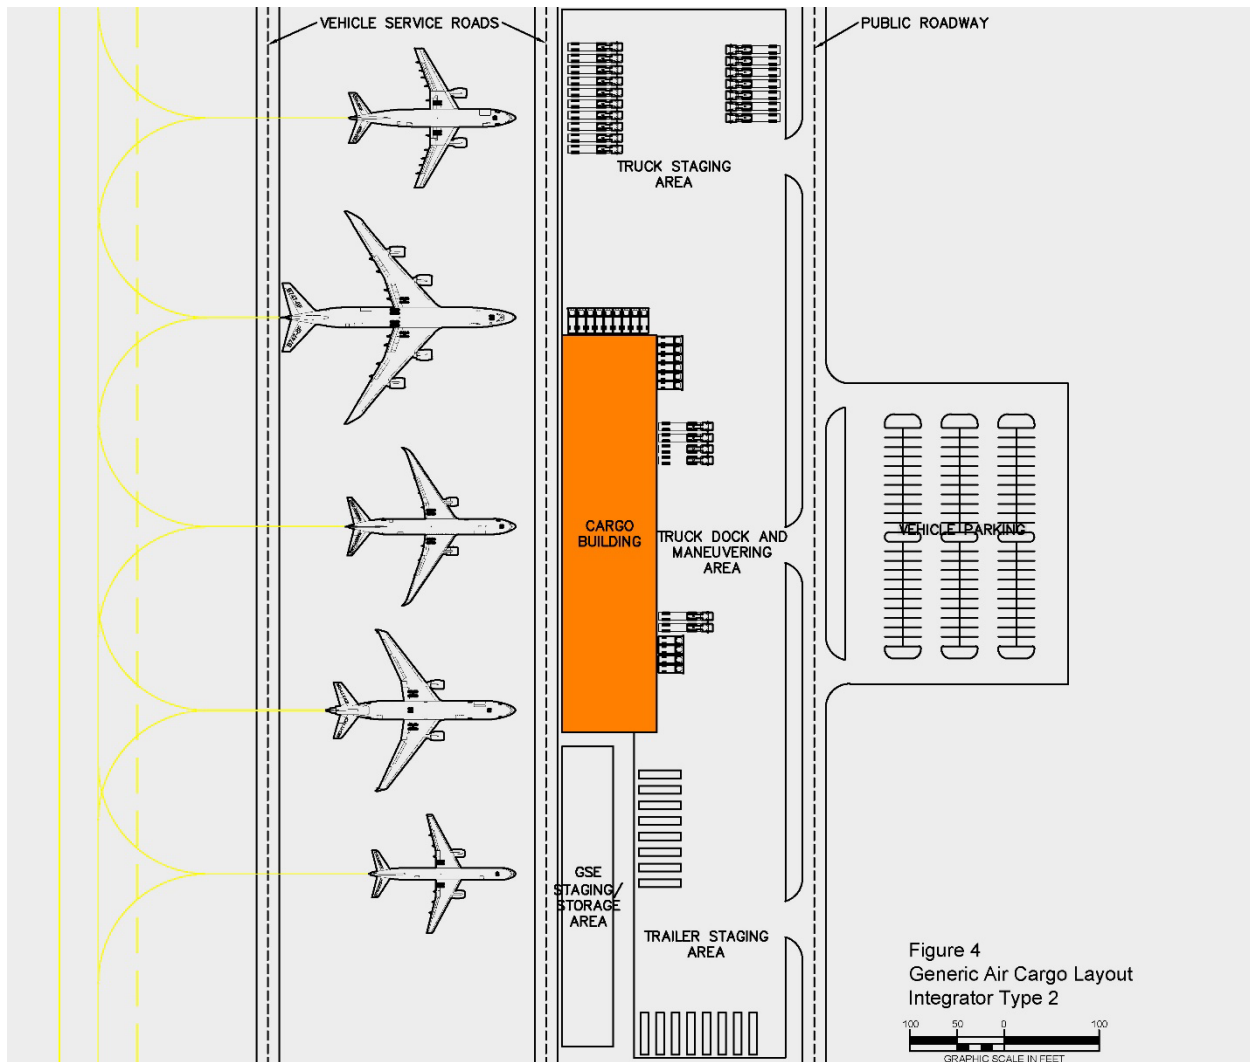 VEHICLE SERVICE ROADS
PUBLIC ROADWAY
TRUCK STAGING
AREA
CARGO
BUILDING
TRUCK DOCK AND
MANEUVERING
AREA
VEHICLE PARKING
GSE
STAGING/
STORAGE
AREA
TRAILER STAGING
AREA
Figure 4
Generic Air Cargo Layout
Integrator Type 2
100 50 0 100
GRAPHIC SCALE IN FEET